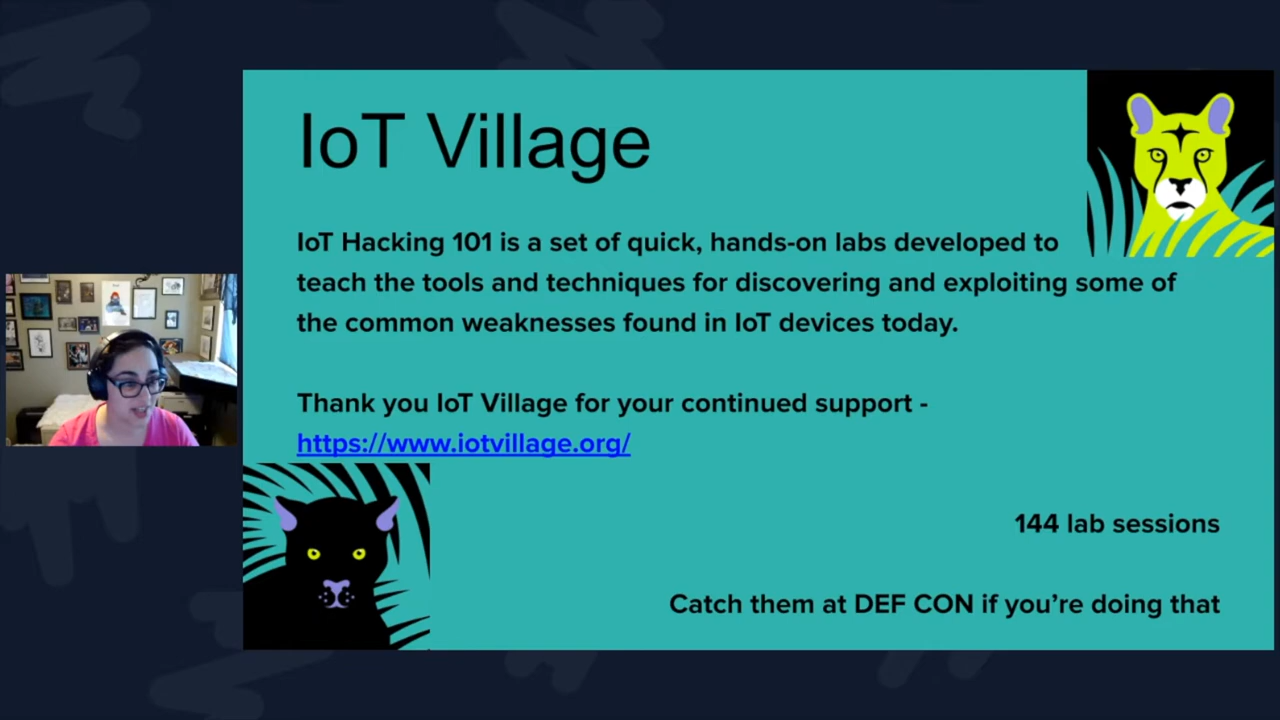 IoT Village
IoT Hacking 101 is a set of quick, hands-on labs developed to
teach the tools and techniques for discovering and exploiting some of
the common weaknesses found in IoT devices today.
Thank you IoT Village for your continued support -
https://www.iotvillage.org/
144 lab sessions
Catch them at DEF CON if you’re doing that